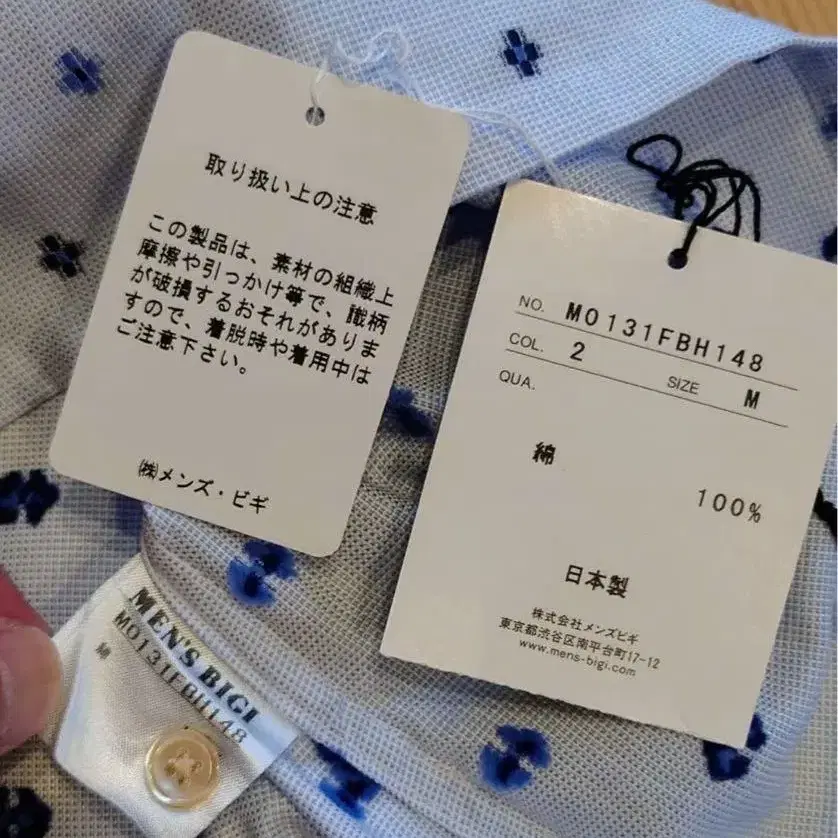 取り扱い上の注意
この製品は、素材の組織上
摩擦や引っかけ等で、識柄
が破損するおそれがありま
すので、着脱時や着用中は
ご注意下さい。
㈱メンズ・ビギ
NO. M0131FBH148
COL. 2 SIZE M
QUA.
綿
100%
日本製
株式会社メンズビギ
東京都渋谷区南平台町17-12
www.mens-bigi.com
MEN'S BIGI
M0131FBH148
M